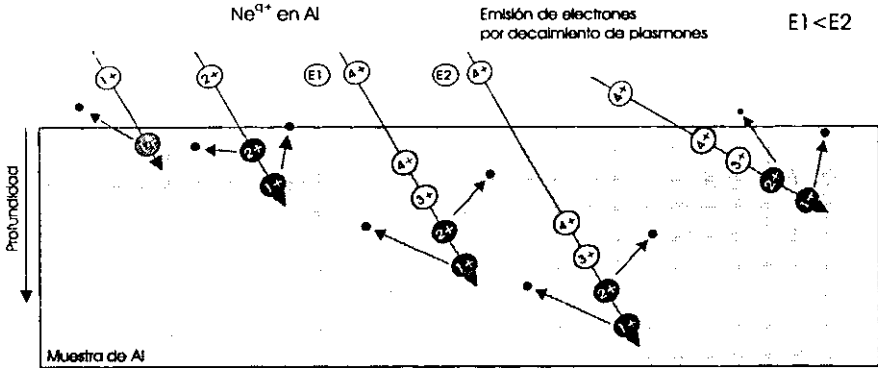 Ne^q+ en Al
Emisión de electrones
por decaimiento de plasmones
E1<E2
1+
2+
2+
1+
E1
4+
4+
3+
2+
1+
E2
4+
4+
3+
2+
1+
4+
4+
3+
2+
1+
Profundidad
Muestra de Al